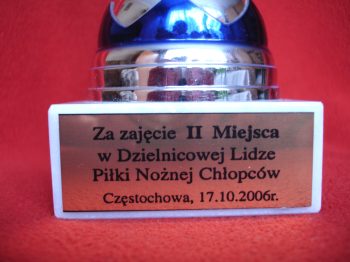 Za zajęcie II Miejsca
w Dzielnicowej Lidze
Piłki Nożnej Chłopców
Częstochowa, 17.10.2006r.